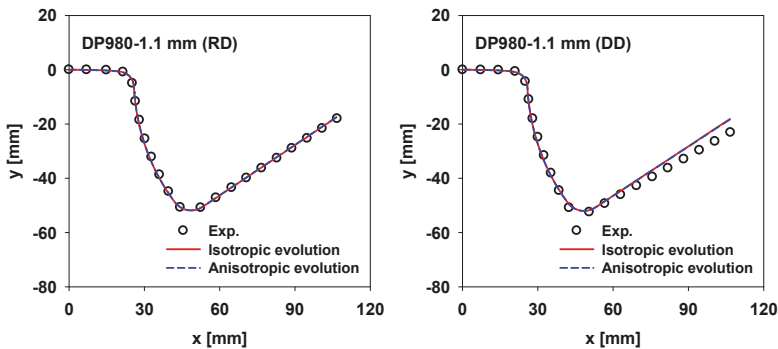 DP980-1.1 mm (RD)
y [mm]
20
0
-20
-40
-60
-80
Exp.
Isotropic evolution
Anisotropic evolution
0 30 60 90 120
x [mm]
DP980-1.1 mm (DD)
y [mm]
20
0
-20
-40
-60
-80
Exp.
Isotropic evolution
Anisotropic evolution
0 30 60 90 120
x [mm]